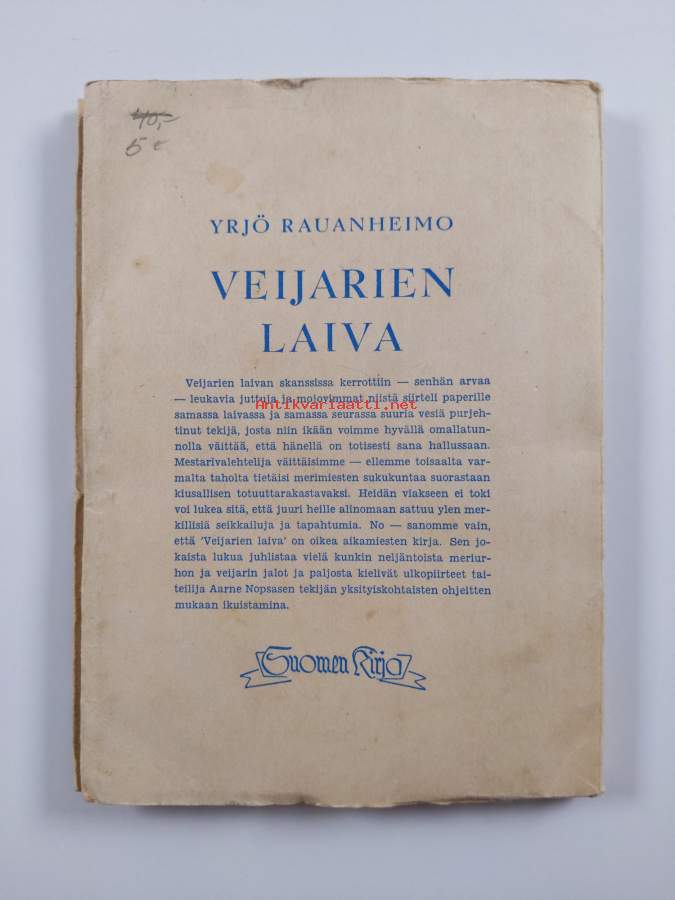 40,-
5 €
YRJÖ RAUANHEIMO
VEIJARIEN
LAIVA
Veijarien laivan skanssissa kerrottiin — senhän arvaa
— leukavia juttuja ja mojovimmat niistä siirteli paperille
Antikvariaatti.net
samassa laivassa ja samassa seurassa suuria vesiä purjeh-
tinut tekijä, josta niin ikään voimme hyvällä omallatun-
nolla väittää, että hänellä on totisesti sana hallussaan.
Mestarivalehtelija väittäisimme — ellemme toisaalta var-
malta taholta tietäisi merimiesten sukukuntaa suorastaan
kiusallisen totuuttarakastavaksi. Heidän viakseen ei toki
voi lukea sitä, että juuri heille alinomaan sattuu ylen mer-
killisiä seikkailuja ja tapahtumia. No — sanomme vain,
että 'Veijarien laiva' on oikea aikamiesten kirja. Sen jo-
kaista lukua juhlistaa vielä kunkin neljäntoista meriur-
hon ja veijarin jalot ja paljosta kielivät ulkopiirteet tai-
teilija Aarne Nopsasen tekijän yksityiskohtaisten ohjeitten
mukaan ikuistamina.
Suomen Kirja